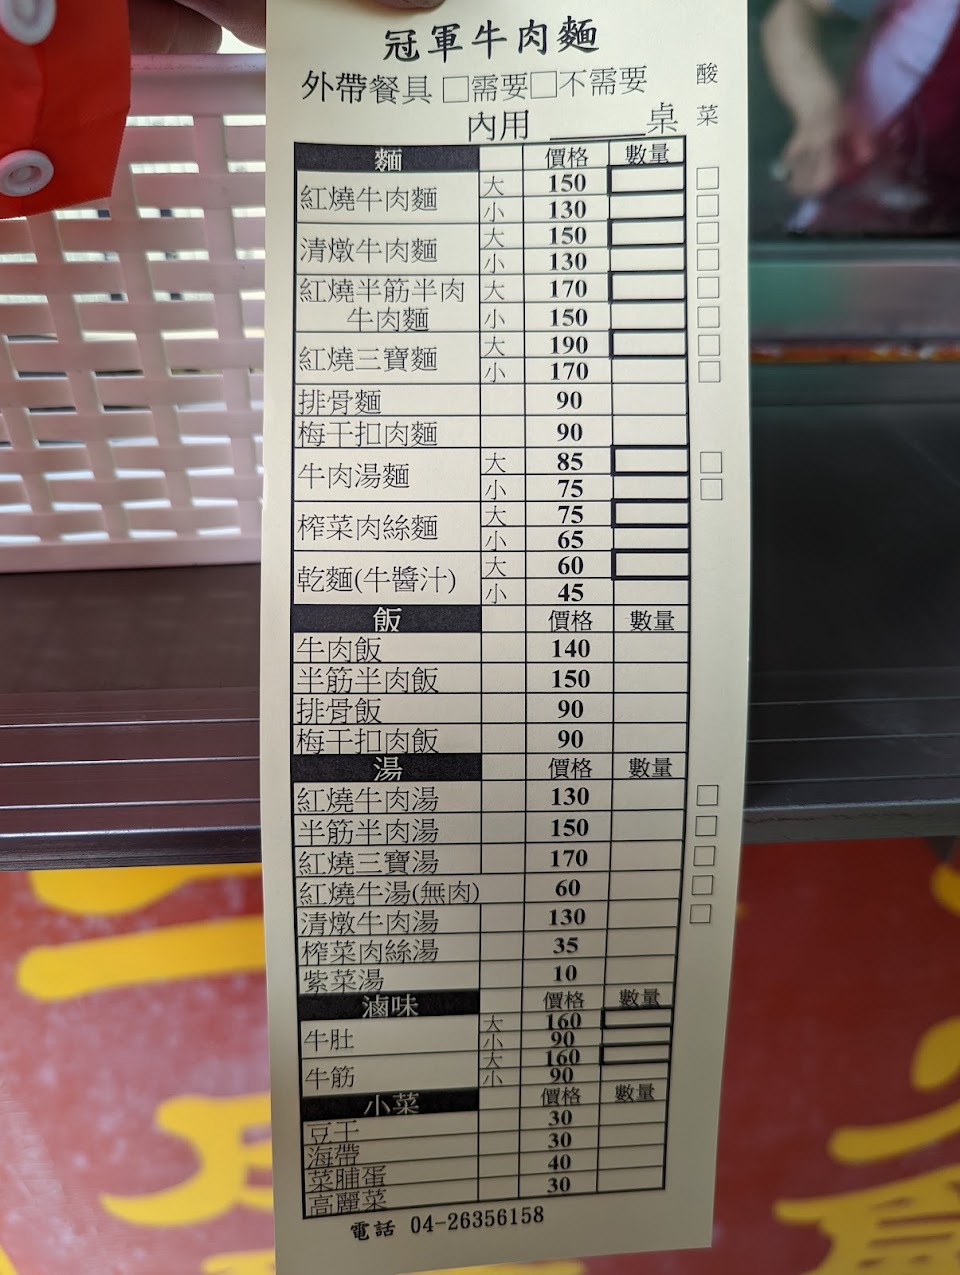 冠軍牛肉麵
外帶餐具 □需要□不需要 酸菜
內用 ______桌
麵 價格 數量
紅燒牛肉麵 大 150 □
小 130 □
清燉牛肉麵 大 150 □
小 130 □
紅燒半筋半肉牛肉麵 大 170 □
小 150 □
紅燒三寶麵 大 190 □
小 170 □
排骨麵 90
梅干扣肉麵 90
牛肉湯麵 大 85 □
小 75 □
榨菜肉絲麵 大 75
小 65
乾麵(牛醬汁) 大 60
小 45
飯 價格 數量
牛肉飯 140
半筋半肉飯 150
排骨飯 90
梅干扣肉飯 90
湯 價格 數量
紅燒牛肉湯 130 □
半筋半肉湯 150 □
紅燒三寶湯 170 □
紅燒牛湯(無肉) 60 □
清燉牛肉湯 130 □
榨菜肉絲湯 35
紫菜湯 10
滷味 價格 數量
牛肚 大 160
小 90
牛筋 大 160
小 90
小菜 價格 數量
豆干 30
海帶 30
菜脯蛋 40
高麗菜 30
電話 04-26356158